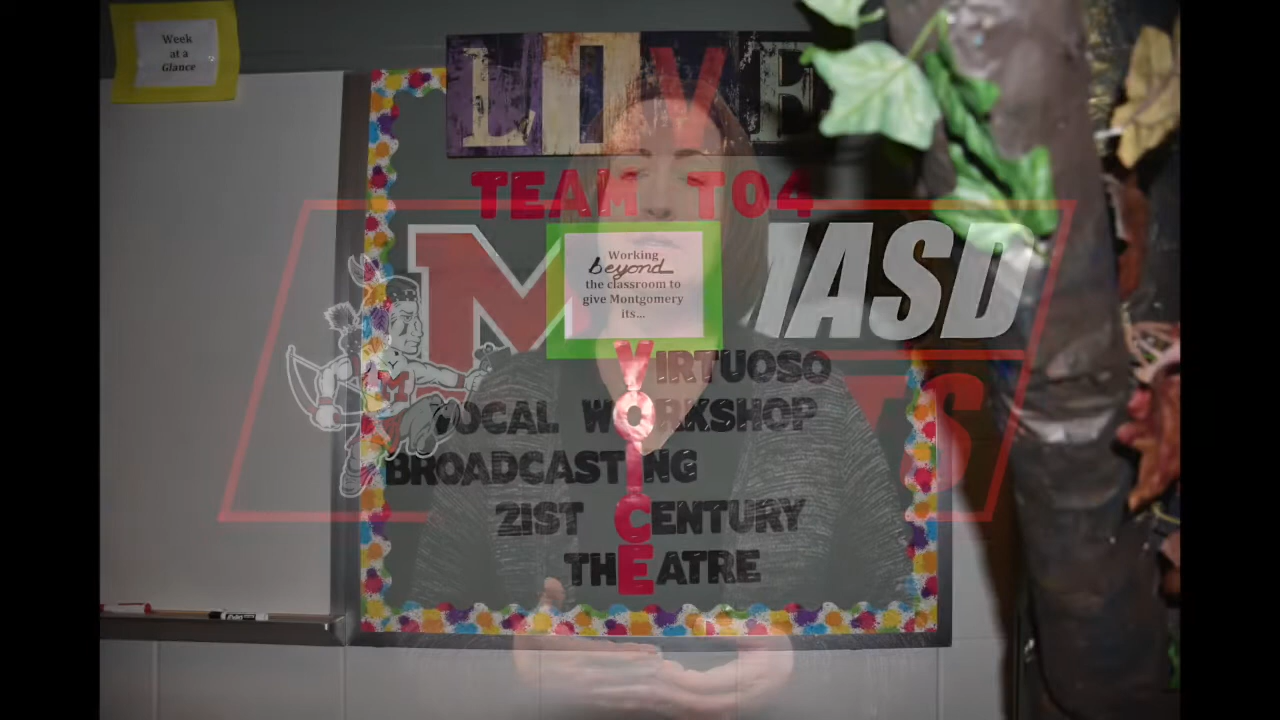 Week
at a
Glance
LOVE
TEAM TO4
M IASD
Working
beyond
the classroom to
give Montgomery
its...
VIRTUOSO
VOCAL WORKSHOP
BROADCASTING
21ST CENTURY
THEATRE
M